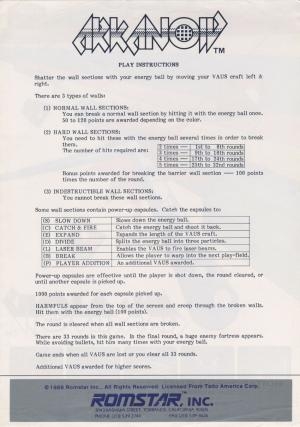 ARKANOID TM
PLAY INSTRUCTIONS
Shatter the wall sections with your energy ball by moving your VAUS craft left &
right.
There are 3 types of walls:
(1) NORMAL WALL SECTIONS:
You can break a normal wall section by hitting it with the energy ball once.
50 to 120 points are awarded depending on the color.
(2) HARD WALL SECTIONS:
You need to hit these with the energy ball several times in order to break
them.
The number of hits required are:
2 times — 1st to 8th rounds
3 times — 9th to 16th rounds
4 times — 17th to 24th rounds
5 times — 25th to 32nd rounds
Bonus points awarded for breaking the barrier wall section — 100 points
times the number of the round.
(3) INDESTRUCTIBLE WALL SECTIONS:
You cannot break these wall sections.
Some wall sections contain power-up capsules. Catch the capsules to:
(S) SLOW DOWN Slows down the energy ball.
(C) CATCH & FIRE Catch the energy ball and shoot it back.
(E) EXPAND Expands the length of the VAUS craft.
(D) DIVIDE Splits the energy ball into three particles.
(L) LASER BEAM Enables the VAUS to fire laser beams.
(B) BREAK Allows the player to warp into the next play-field.
(P) PLAYER ADDITION An additional VAUS awarded.
Power-up capsules are effective until the player is shot down, the round cleared, or
until another capsule is picked up.
1000 points awarded for each capsule picked up.
HARMFULS appear from the top of the screen and creep through the broken walls.
Hit them with the energy ball (100 points).
The round is cleared when all wall sections are broken.
There are 33 rounds in this game. In the final round, a huge enemy fortress appears.
While avoiding bullets, hit him many times with your energy ball.
Game ends when all VAUS are lost or you clear all 33 rounds.
Additional VAUS awarded for higher scores.
© 1986 Romstar Inc., All Rights Reserved. Licensed From Taito America Corp.
ROMSTAR, INC.
TORRANCE, CALIFORNIA